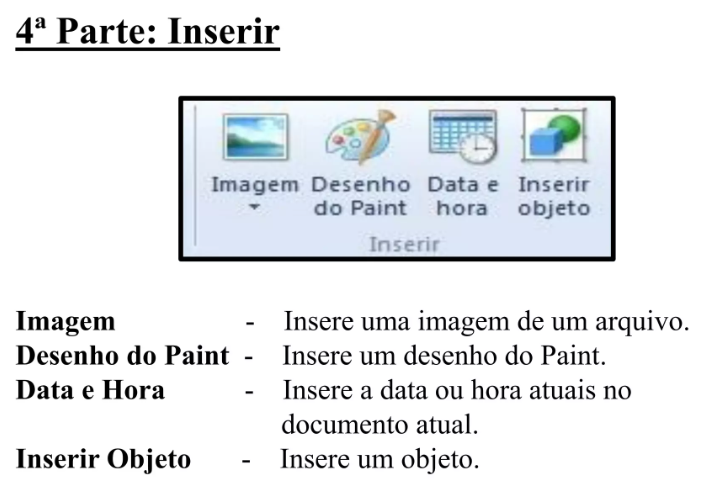 4ª Parte: Inserir
Imagem Desenho Data e Inserir
do Paint hora objeto
Inserir
Imagem - Insere uma imagem de um arquivo.
Desenho do Paint - Insere um desenho do Paint.
Data e Hora - Insere a data ou hora atuais no
documento atual.
Inserir Objeto - Insere um objeto.